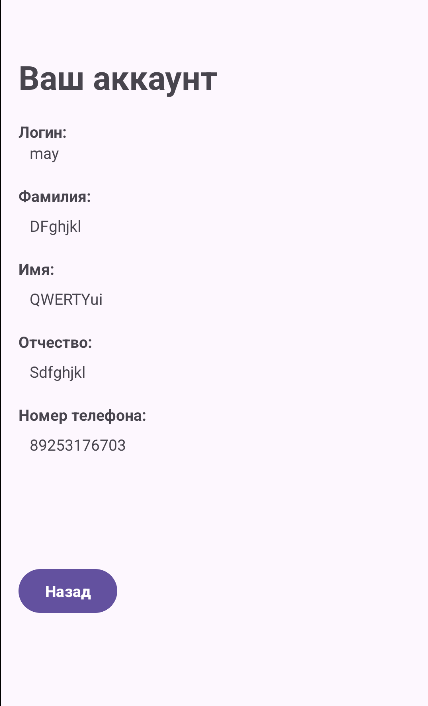 Ваш аккаунт
Логин:
may
Фамилия:
DFghjkl
Имя:
QWERTYui
Отчество:
Sdfghjkl
Номер телефона:
89253176703
Назад